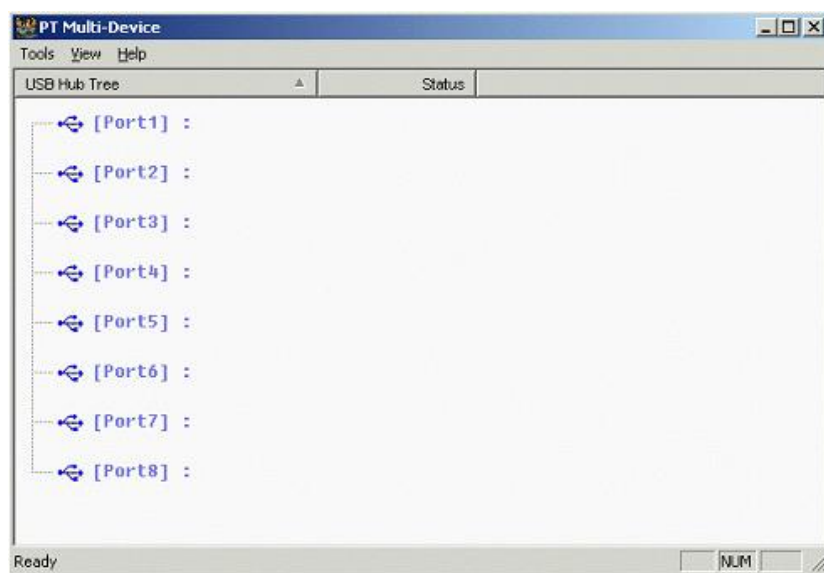 PT Multi-Device
Tools View Help
USB Hub Tree Status
[Port1] :
[Port2] :
[Port3] :
[Port4] :
[Port5] :
[Port6] :
[Port7] :
[Port8] :
Ready NUM